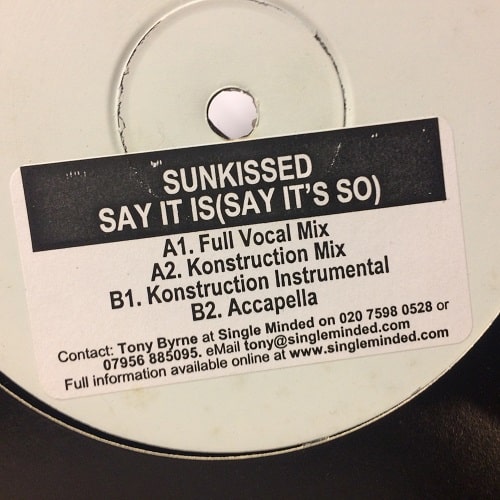 SUNKISSED
SAY IT IS(SAY IT'S SO)
A1. Full Vocal Mix
A2. Konstruction Mix
B1. Konstruction Instrumental
B2. Accapella
Contact: Tony Byrne at Single Minded on 020 7598 0528 or
07956 885095. eMail tony@singleminded.com
Full information available online at www.singleminded.com